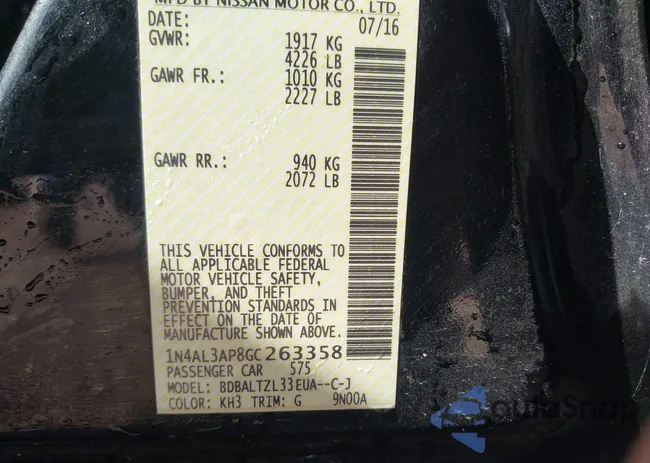 MFD BY NISSAN MOTOR CO., LTD.
DATE: 07/16
GVWR: 1917 KG
4226 LB
GAWR FR.: 1010 KG
2227 LB
GAWR RR.: 940 KG
2072 LB
THIS VEHICLE CONFORMS TO
ALL APPLICABLE FEDERAL
MOTOR VEHICLE SAFETY,
BUMPER, AND THEFT
PREVENTION STANDARDS IN
EFFECT ON THE DATE OF
MANUFACTURE SHOWN ABOVE.
1N4AL3AP8GC263358
PASSENGER CAR 575
MODEL: BDBALTZL33EUA--C-J
COLOR: KH3 TRIM: G 9N00A
autoSnap